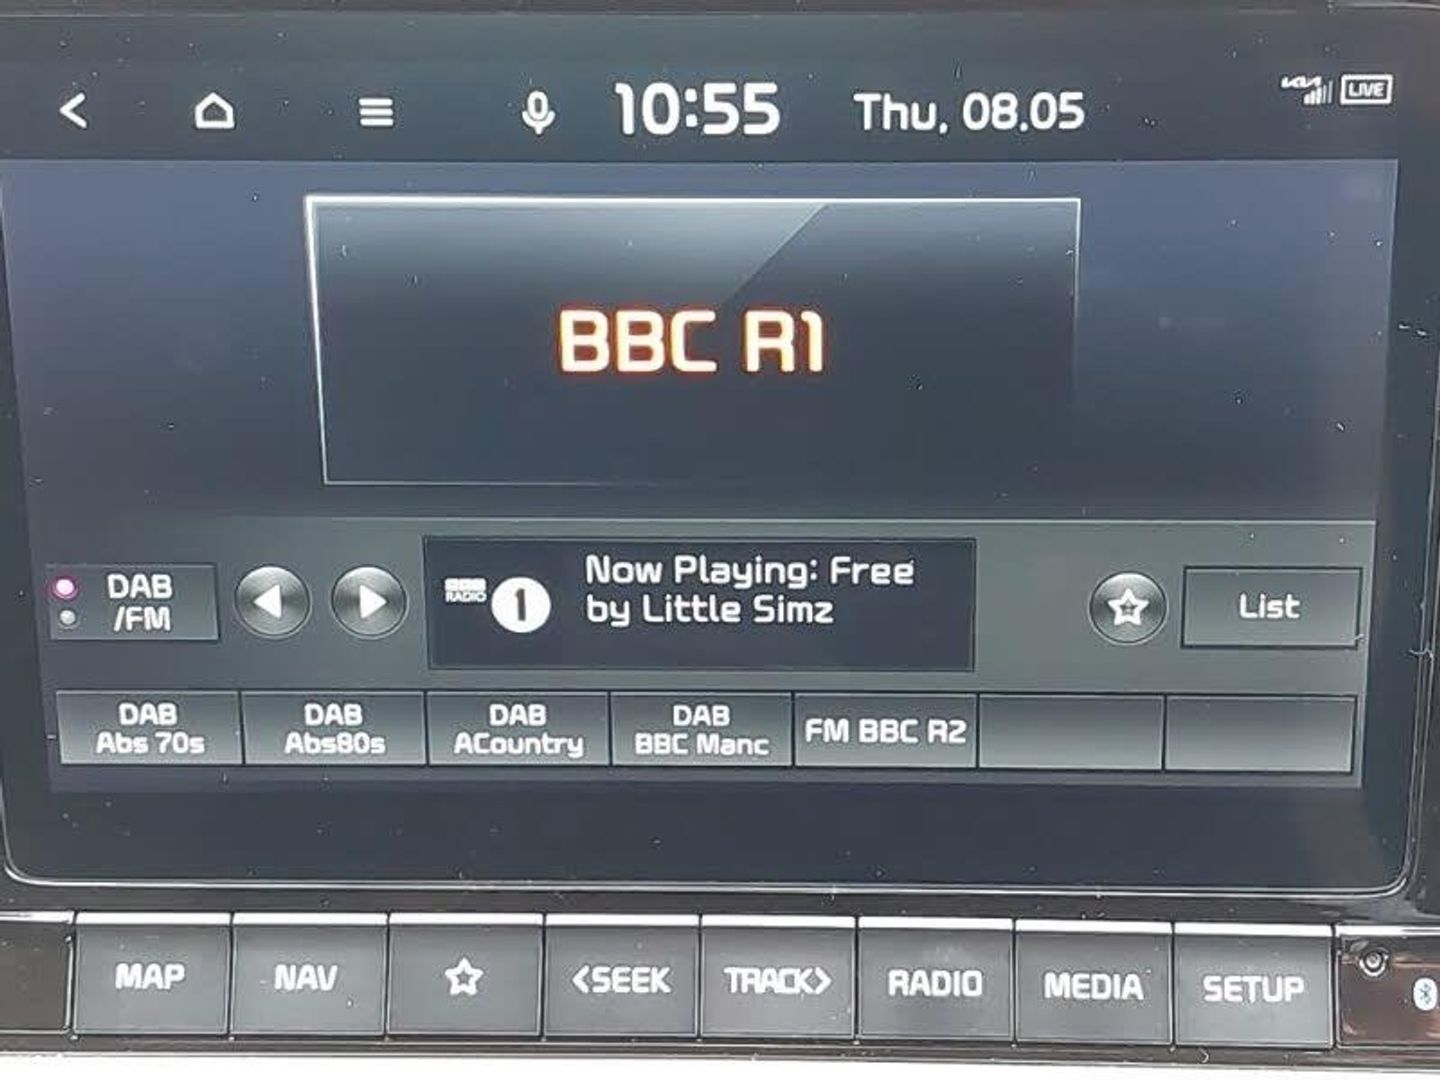 10:55 Thu, 08.05
KIA LIVE
BBC R1
DAB
/FM
BBC
RADIO 1
Now Playing: Free
by Little Simz
List
DAB
Abs 70s
DAB
Abs80s
DAB
ACountry
DAB
BBC Manc
FM BBC R2
MAP NAV <SEEK TRACK> RADIO MEDIA SETUP